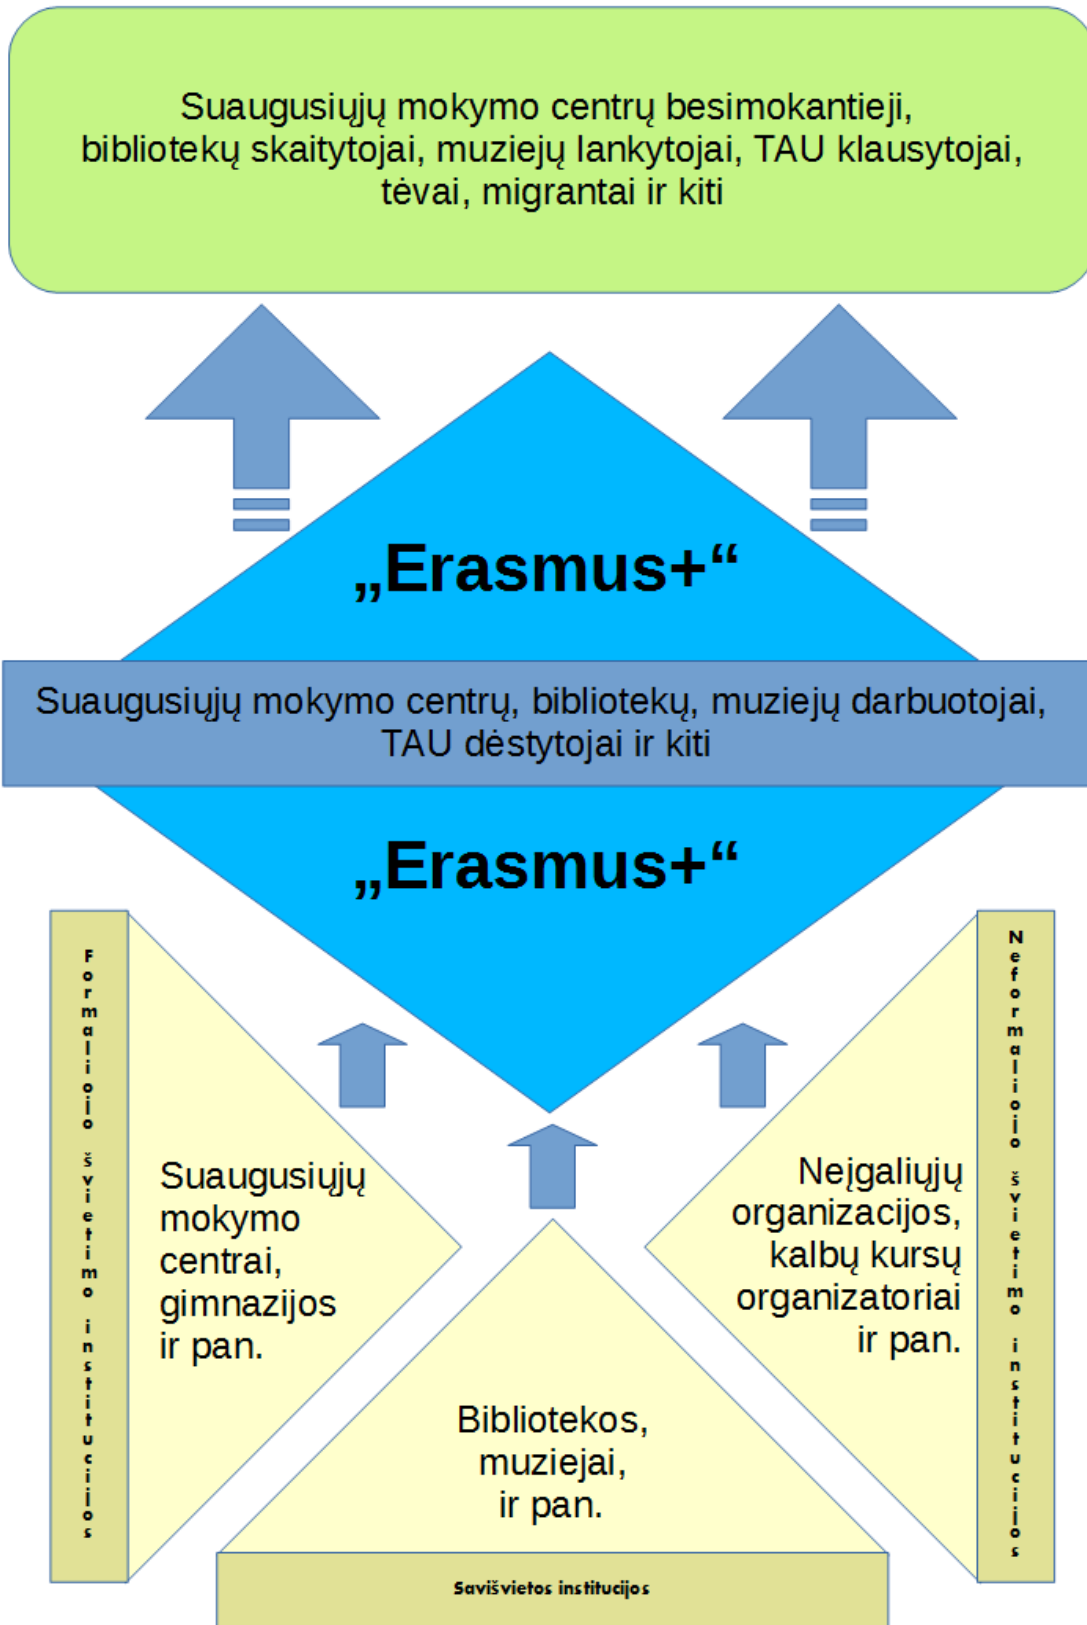 Suaugusiųjų mokymo centrų besimokantieji,
bibliotekų skaitytojai, muziejų lankytojai, TAU klausytojai,
tėvai, migrantai ir kiti
„Erasmus+“
Suaugusiųjų mokymo centrų, bibliotekų, muziejų darbuotojai,
TAU dėstytojai ir kiti
„Erasmus+“
Formaliojo švietimo institucijos
Suaugusiųjų
mokymo
centrai,
gimnazijos
ir pan.
Bibliotekos,
muziejai,
ir pan.
Neįgaliųjų
organizacijos,
kalbų kursų
organizatoriai
ir pan.
Neformaliojo švietimo institucijos
Savišvietos institucijos